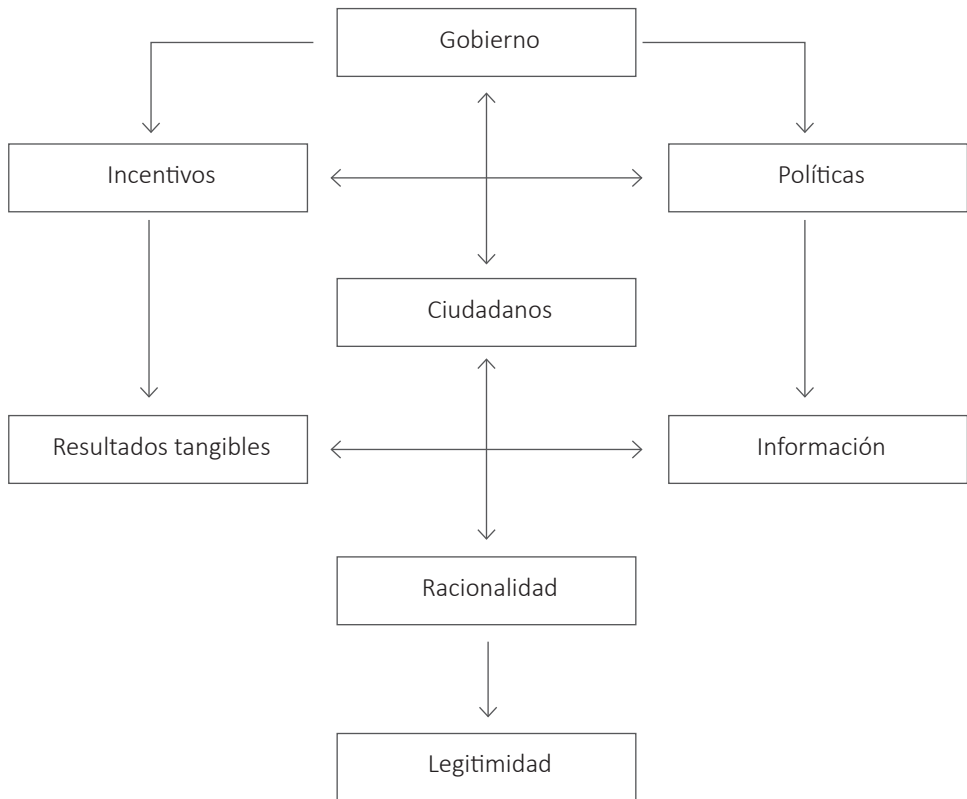 Gobierno
Incentivos
Políticas
Ciudadanos
Resultados tangibles
Información
Racionalidad
Legitimidad